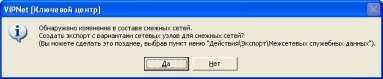 ViPNet [Ключевой центр]
Обнаружено изменение в составе смежных сетей.
Создать экспорт с вариантами сетевых узлов для смежных сетей?
(Вы можете сделать это позднее, выбрав пункт меню "Действия\Экспорт\Межсетевых служебных данных").
Да
Нет